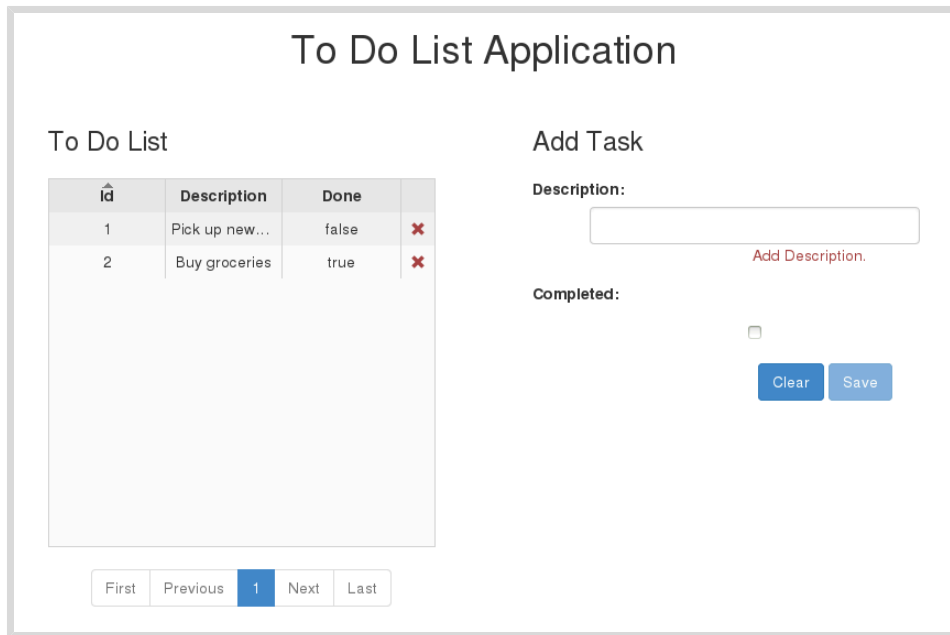 To Do List Application
To Do List
Id Description Done
1 Pick up new... false
2 Buy groceries true
First Previous 1 Next Last
Add Task
Description:
Add Description.
Completed:
Clear Save